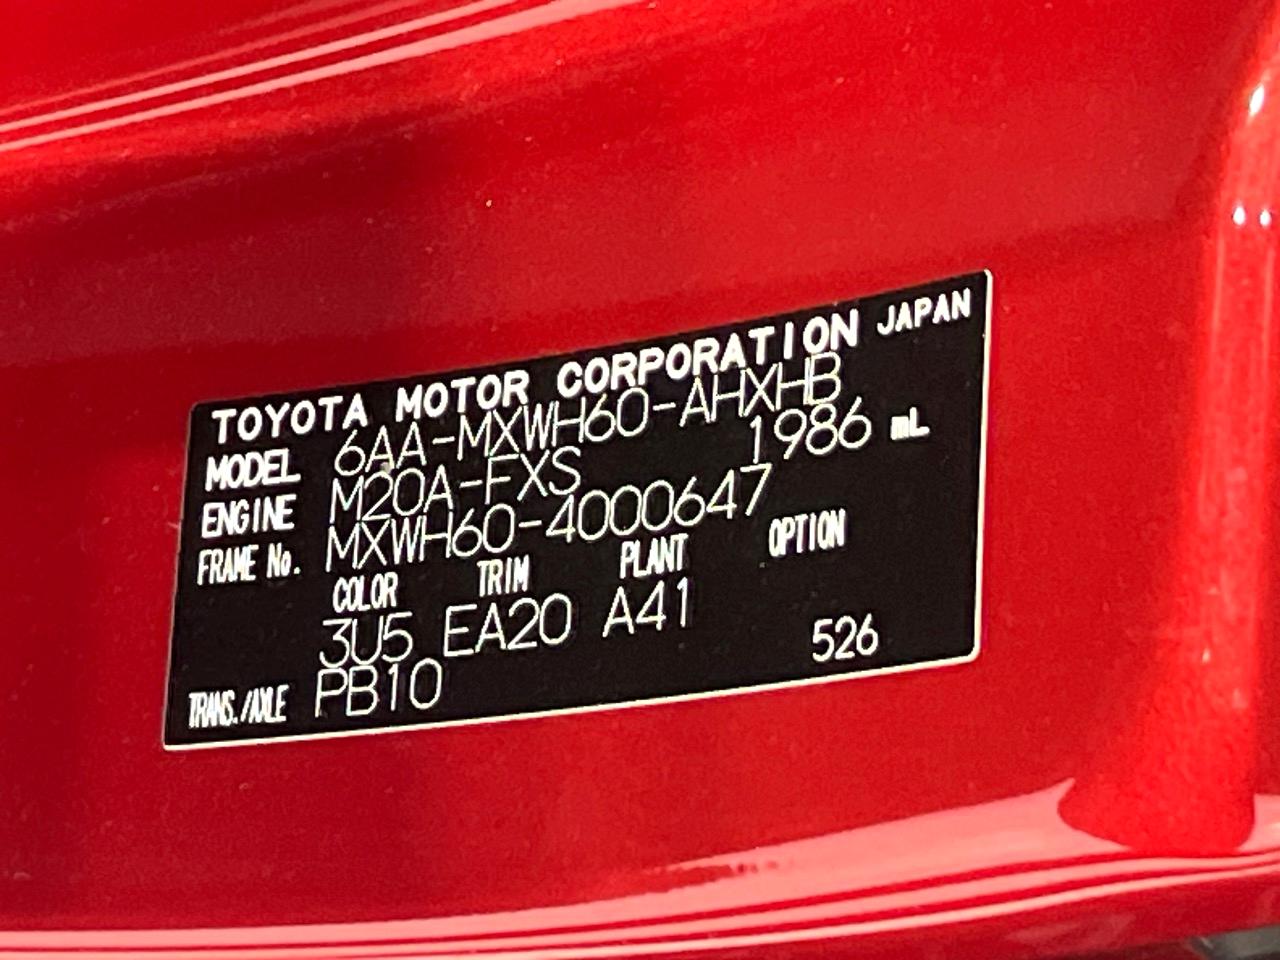 TOYOTA MOTOR CORPORATION JAPAN
MODEL 6AA-MXWH60-AHXHB
ENGINE M20A-FXS 1986 mL
FRAME No. MXWH60-4000647
COLOR TRIM PLANT OPTION
3U5 EA20 A41
TRANS./AXLE PB10 526